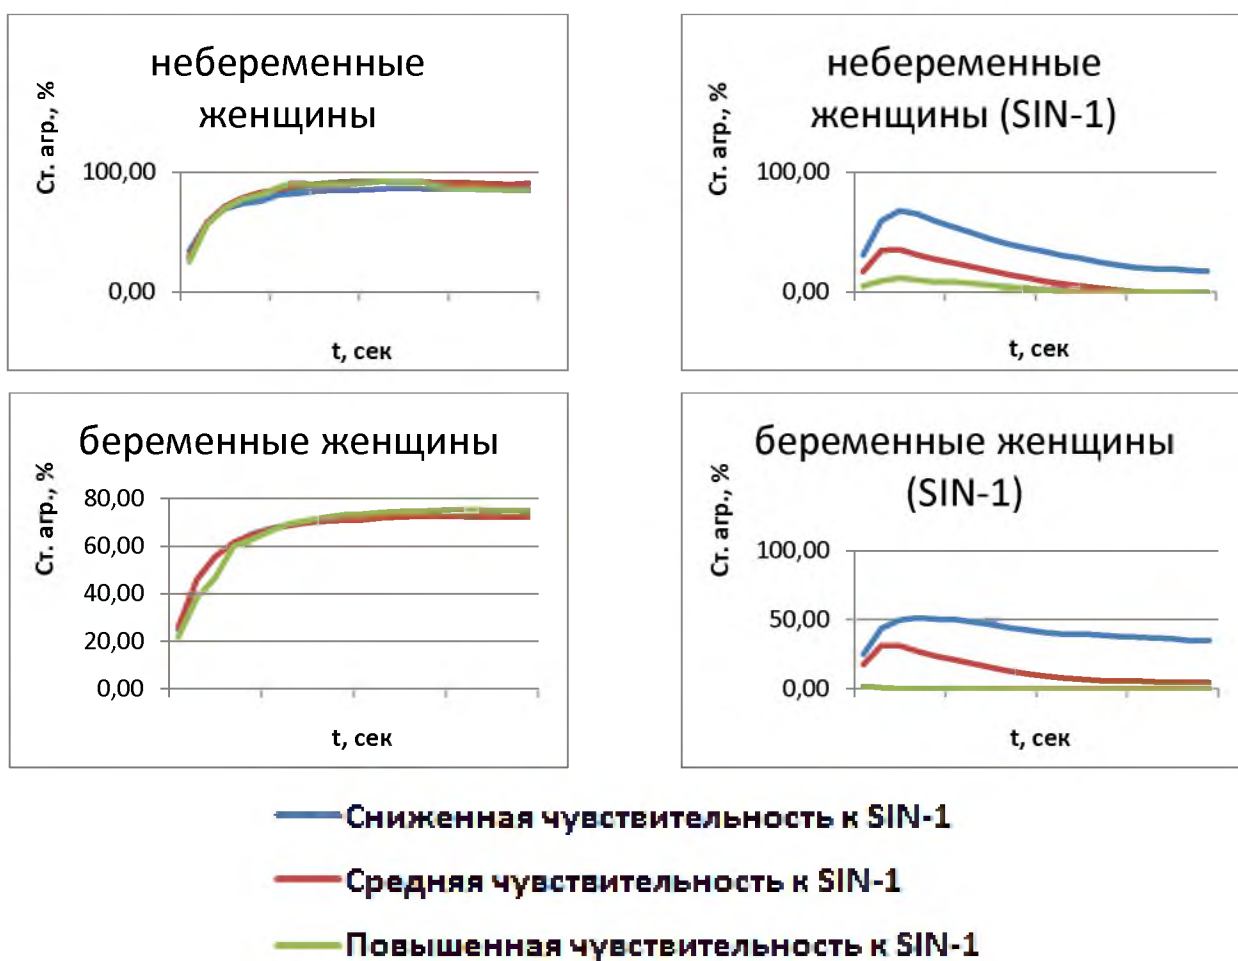 небеременные
женщины
Ст. агр., %
100,00
0,00
t, сек
небеременные
женщины (SIN-1)
Ст. агр., %
100,00
0,00
t, сек
беременные женщины
Ст. агр., %
80,00
60,00
40,00
20,00
0,00
t, сек
беременные женщины
(SIN-1)
Ст. агр., %
100,00
50,00
0,00
t, сек
Сниженная чувствительность к SIN-1
Средняя чувствительность к SIN-1
Повышенная чувствительность к SIN-1